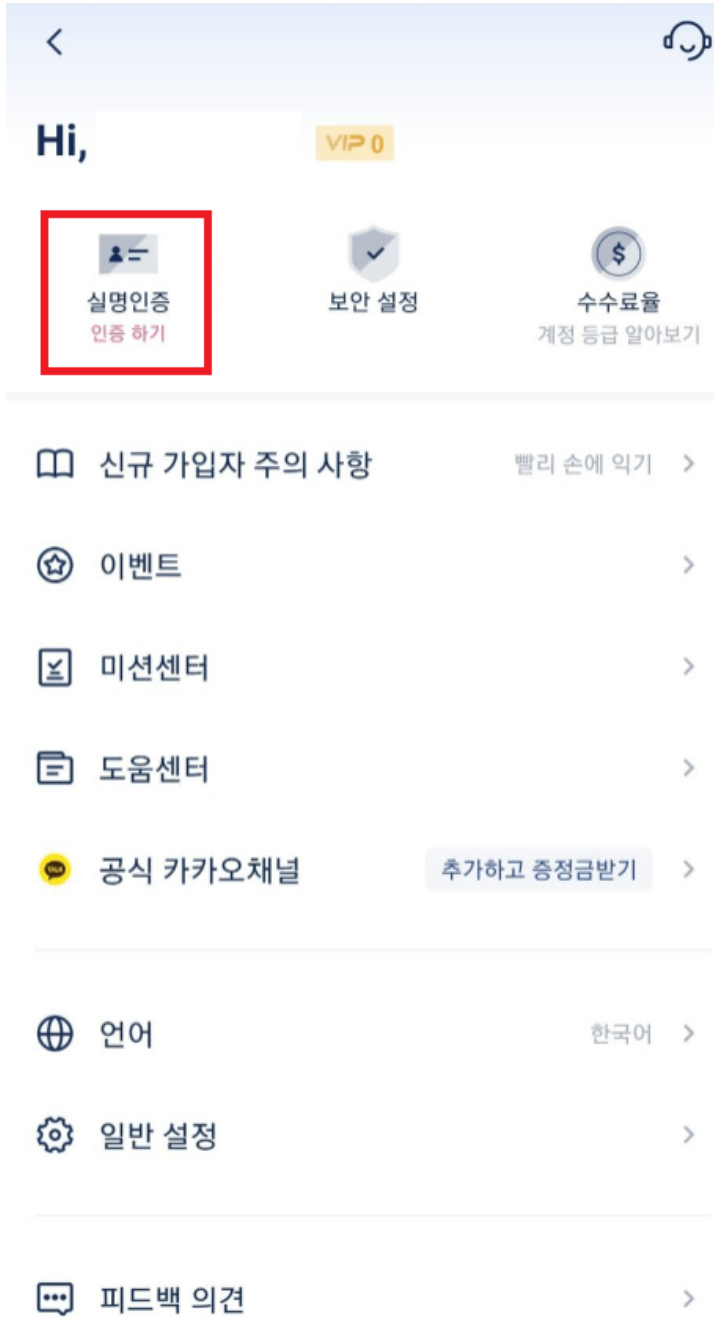 Hi,
VIP 0
실명인증
인증 하기
보안 설정
수수료율
계정 등급 알아보기
신규 가입자 주의 사항
빨리 손에 익기
이벤트
미션센터
도움센터
TALK
공식 카카오채널
추가하고 증정금받기
언어
한국어
일반 설정
피드백 의견